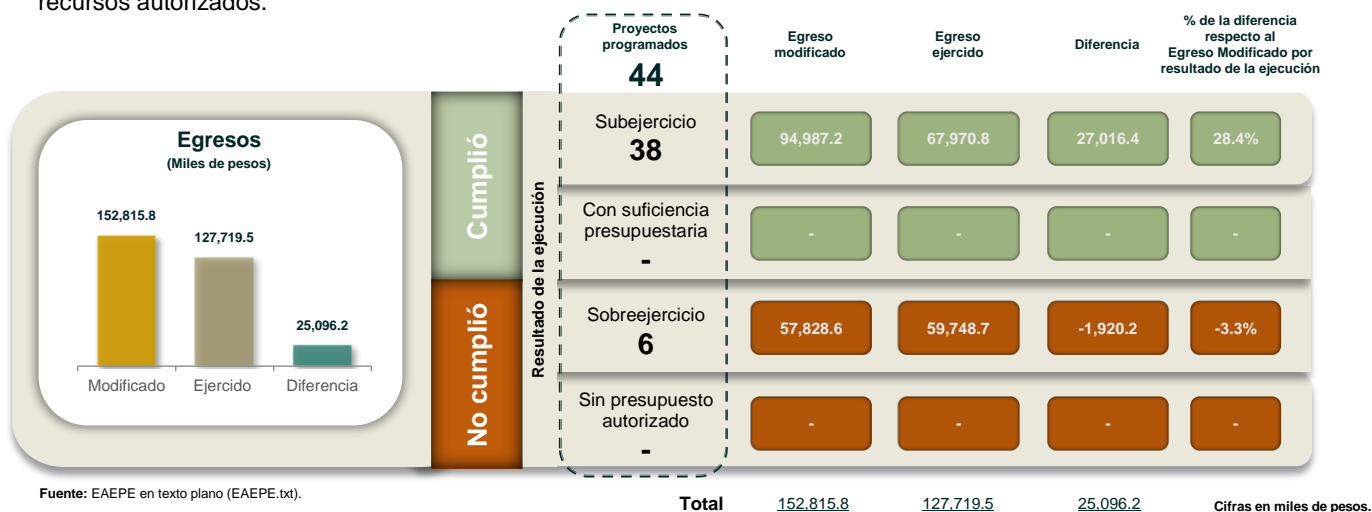 recursos autorizados.
Proyectos
programados
44
Egreso
modificado
Egreso
ejercido
Diferencia
% de la diferencia
respecto al
Egreso Modificado por
resultado de la ejecución
Egresos
(Miles de pesos)
152,815.8
127,719.5
25,096.2
Modificado
Ejercido
Diferencia
Cumplió
No cumplió
Resultado de la ejecución
Subejercicio
38
94,987.2
67,970.8
27,016.4
28.4%
Con suficiencia
presupuestaria
-
-
-
-
-
Sobreejercicio
6
57,828.6
59,748.7
-1,920.2
-3.3%
Sin presupuesto
autorizado
-
-
-
-
-
Fuente: EAEPE en texto plano (EAEPE.txt).
Total
152,815.8
127,719.5
25,096.2
Cifras en miles de pesos.